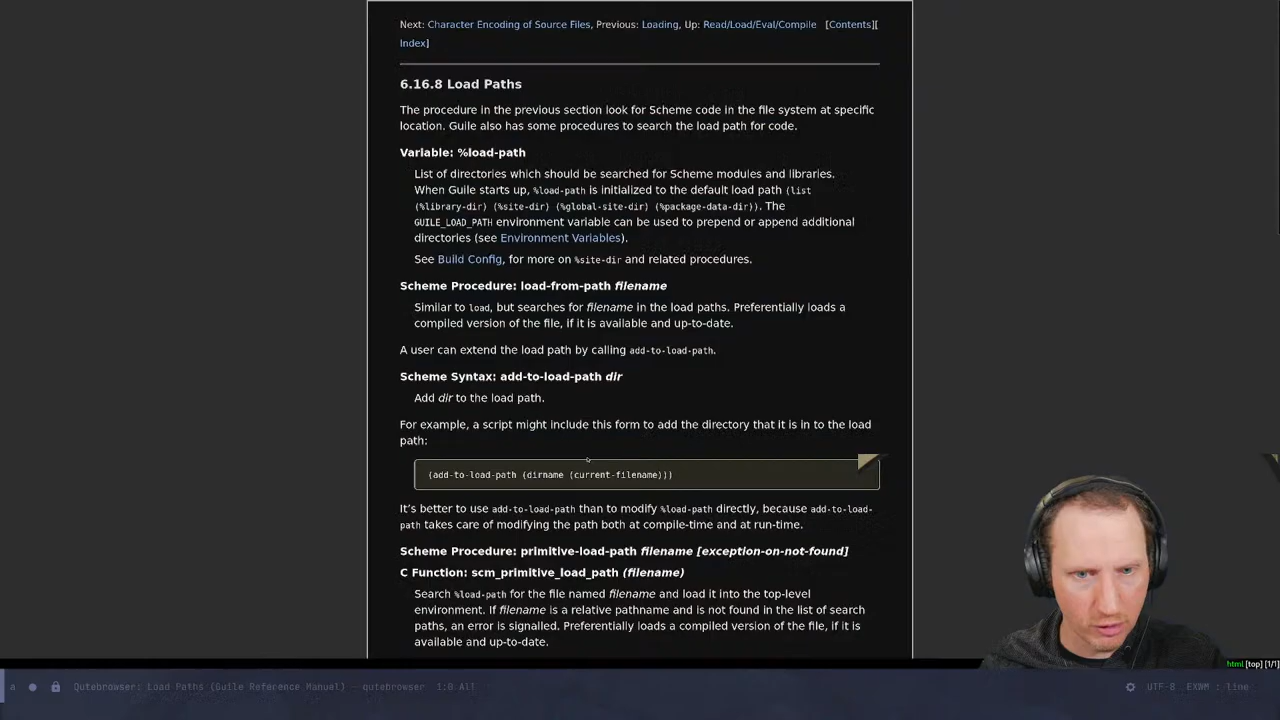 Next: Character Encoding of Source Files, Previous: Loading, Up: Read/Load/Eval/Compile [Contents][
Index]
6.16.8 Load Paths
The procedure in the previous section look for Scheme code in the file system at specific
location. Guile also has some procedures to search the load path for code.
Variable: %load-path
List of directories which should be searched for Scheme modules and libraries.
When Guile starts up, %load-path is initialized to the default load path (list
(%library-dir) (%site-dir) (%global-site-dir) (%package-data-dir)). The
GUILE_LOAD_PATH environment variable can be used to prepend or append additional
directories (see Environment Variables).
See Build Config, for more on %site-dir and related procedures.
Scheme Procedure: load-from-path filename
Similar to load, but searches for filename in the load paths. Preferentially loads a
compiled version of the file, if it is available and up-to-date.
A user can extend the load path by calling add-to-load-path.
Scheme Syntax: add-to-load-path dir
Add dir to the load path.
For example, a script might include this form to add the directory that it is in to the load
path:
(add-to-load-path (dirname (current-filename)))
It’s better to use add-to-load-path than to modify %load-path directly, because add-to-load-
path takes care of modifying the path both at compile-time and at run-time.
Scheme Procedure: primitive-load-path filename [exception-on-not-found]
C Function: scm_primitive_load_path (filename)
Search %load-path for the file named filename and load it into the top-level
environment. If filename is a relative pathname and is not found in the list of search
paths, an error is signalled. Preferentially loads a compiled version of the file, if it is
available and up-to-date.
html [top] [1/1]
a Qutebrowser: Load Paths (Guile Reference Manual) — qutebrowser 1:0 All UTF-8 EXWM : line